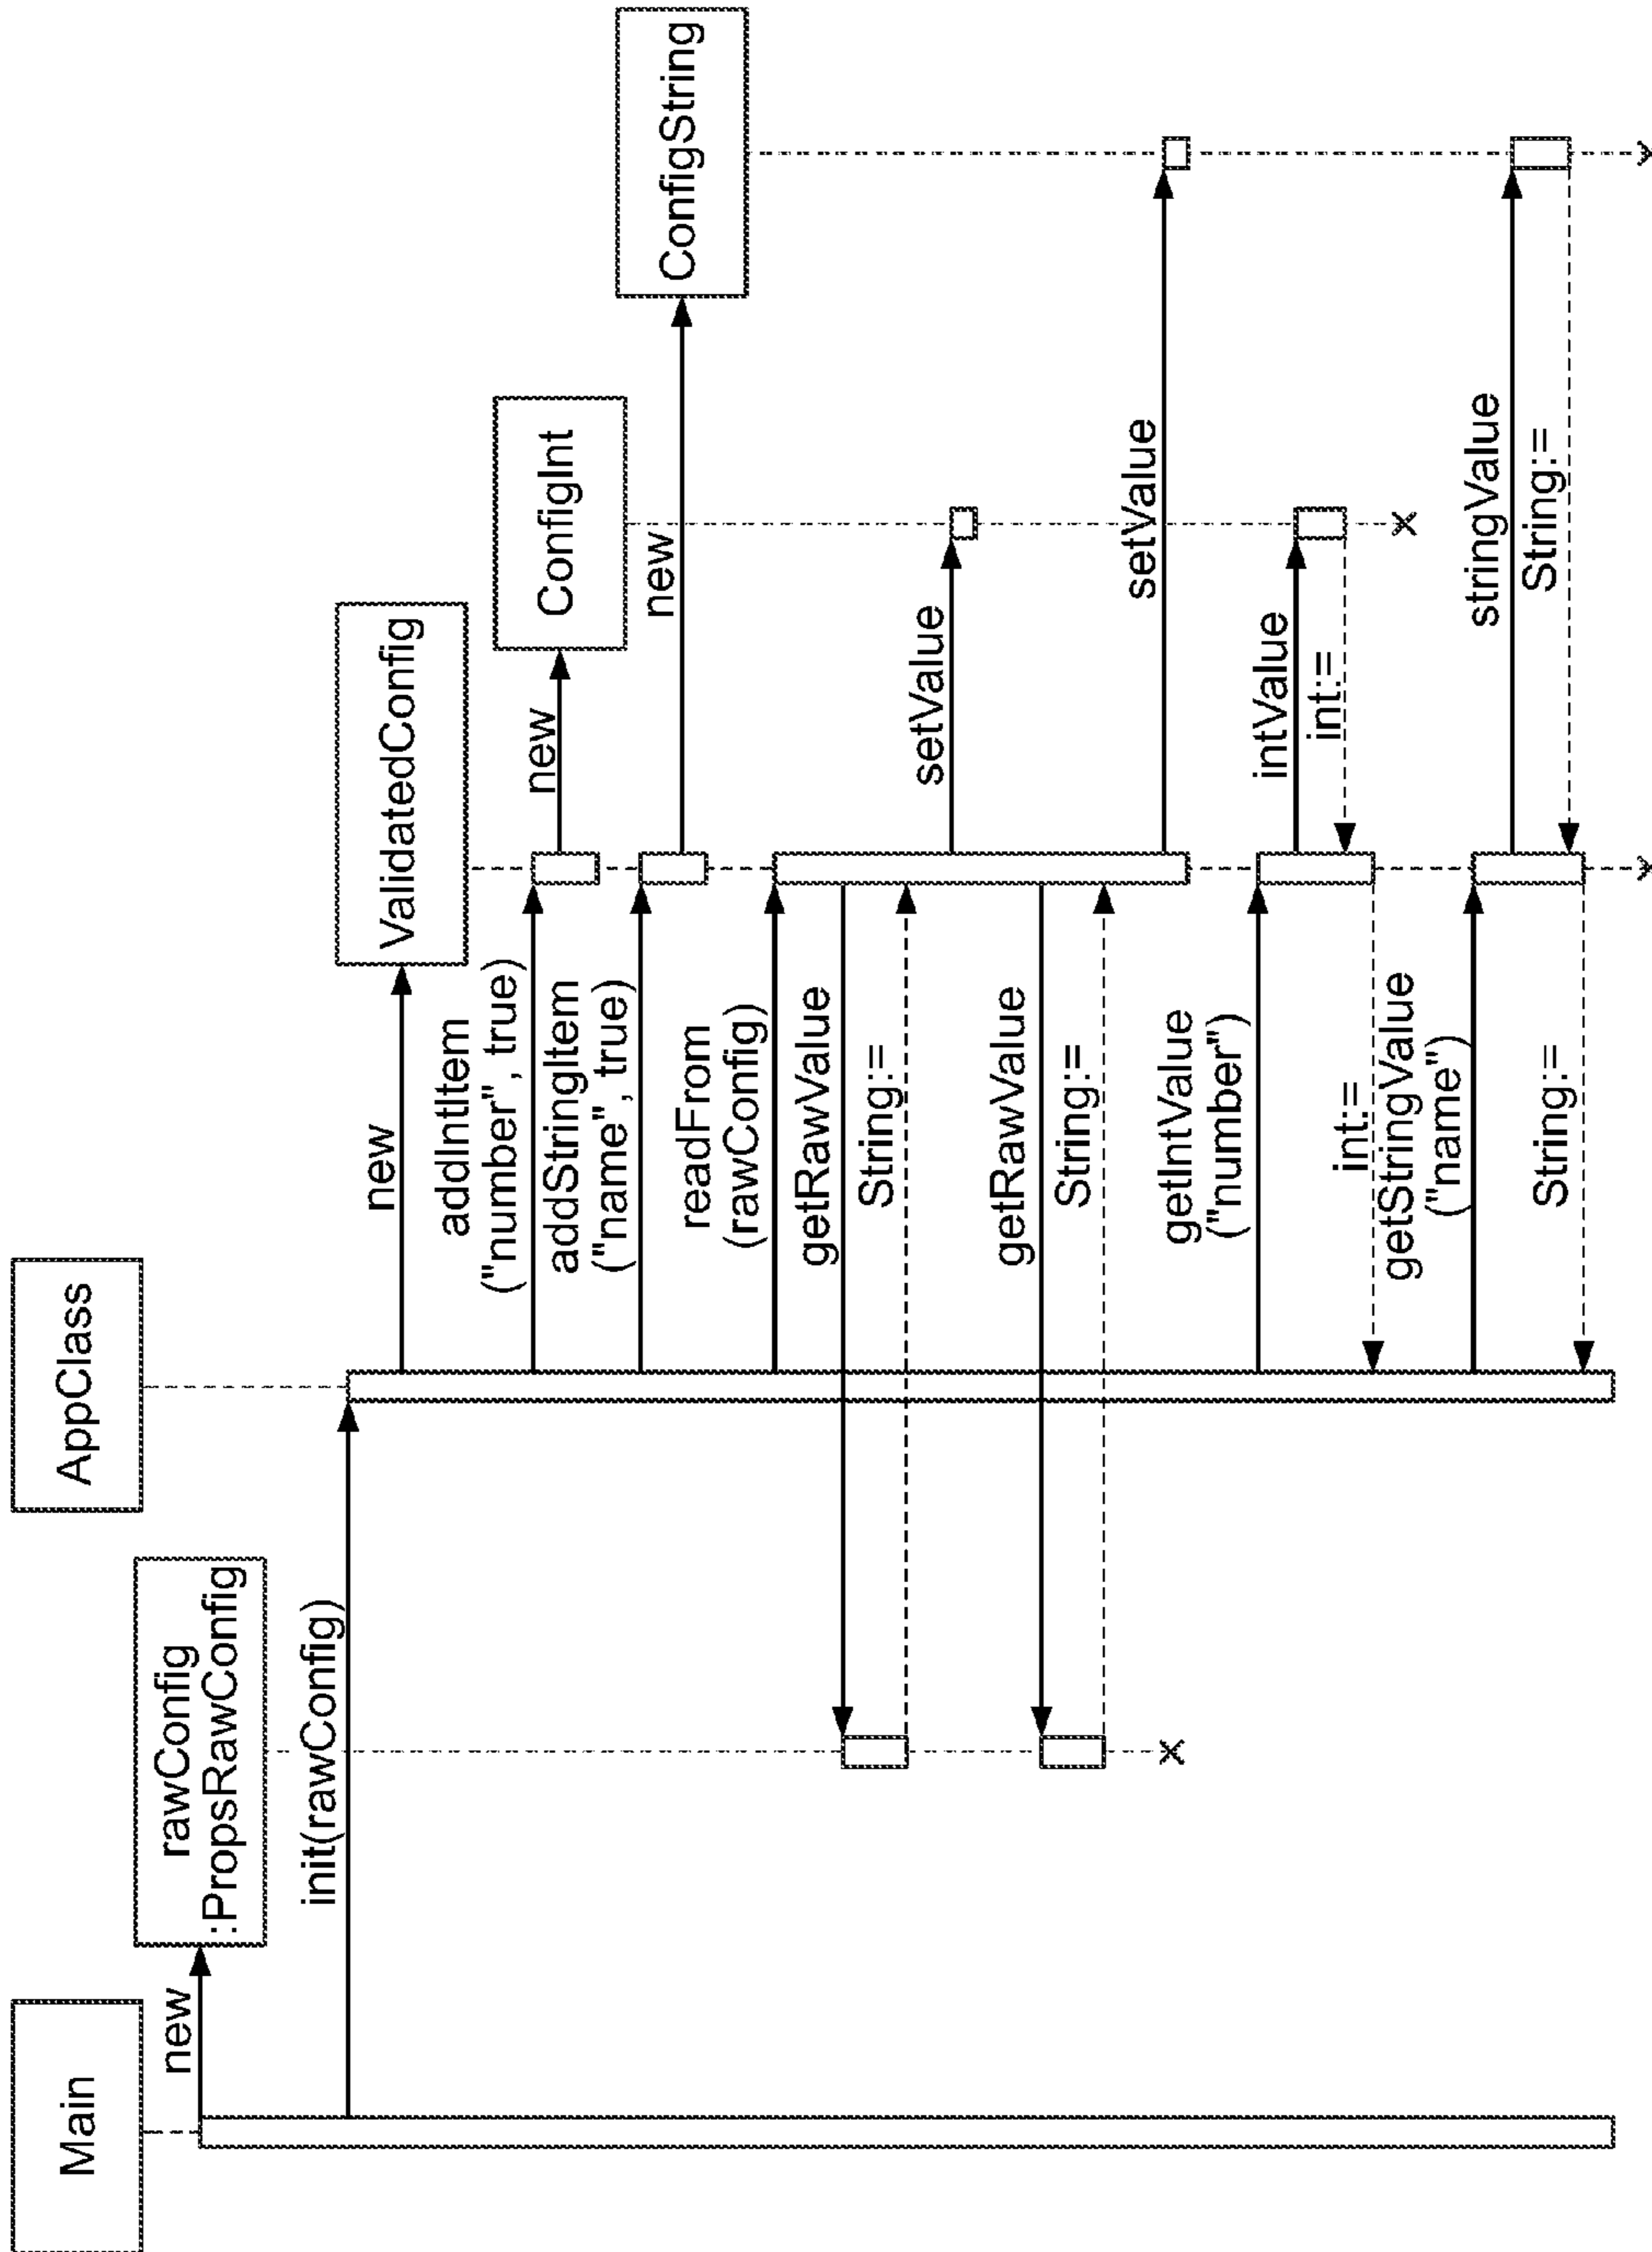 Main
new
rawConfig
:PropsRawConfig
AppClass
init(rawConfig)
new
ValidatedConfig
addIntItem
("number", true)
new
ConfigInt
addStringItem
("name", true)
new
ConfigString
readFrom
(rawConfig)
getRawValue
String:=
setValue
getRawValue
String:=
setValue
getIntValue
("number")
intValue
int:=
int:=
getStringValue
("name")
stringValue
String:=
String:=